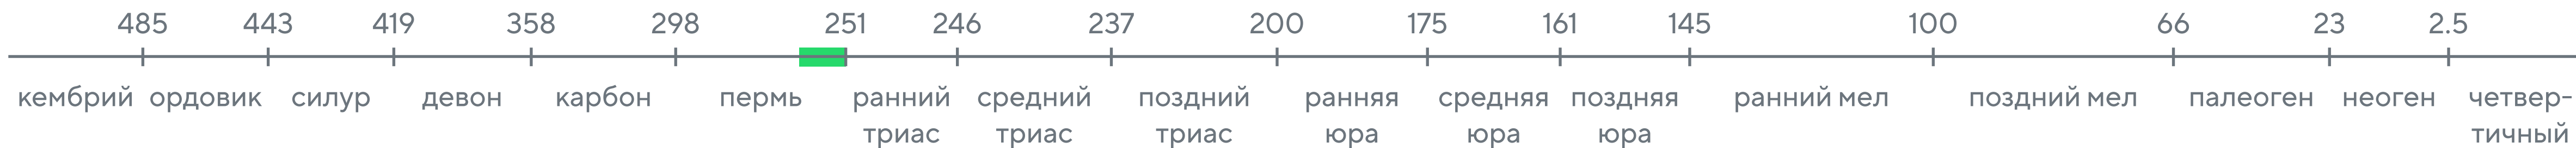 485 443 419 358 298 251 246 237 200 175 161 145 100 66 23 2.5
кембрий ордовик силур девон карбон пермь ранний средний поздний ранняя средняя поздняя ранний мел поздний мел палеоген неоген четвер-
триас триас триас юра юра юра тичный